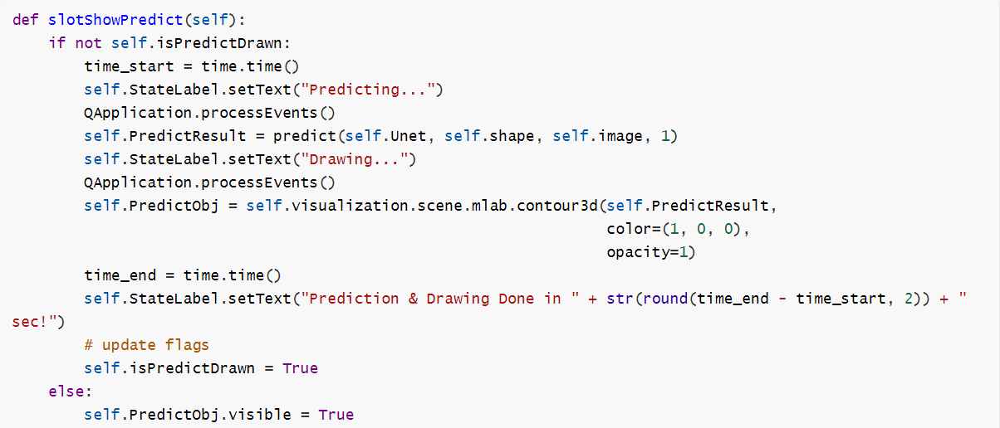 def slotShowPredict(self):
    if not self.isPredictDrawn:
        time_start = time.time()
        self.StateLabel.setText("Predicting...")
        QApplication.processEvents()
        self.PredictResult = predict(self.Unet, self.shape, self.image, 1)
        self.StateLabel.setText("Drawing...")
        QApplication.processEvents()
        self.PredictObj = self.visualization.scene.mlab.contour3d(self.PredictResult,
                                                                  color=(1, 0, 0),
                                                                  opacity=1)
        time_end = time.time()
        self.StateLabel.setText("Prediction & Drawing Done in " + str(round(time_end - time_start, 2)) + "
sec!")
        # update flags
        self.isPredictDrawn = True
    else:
        self.PredictObj.visible = True